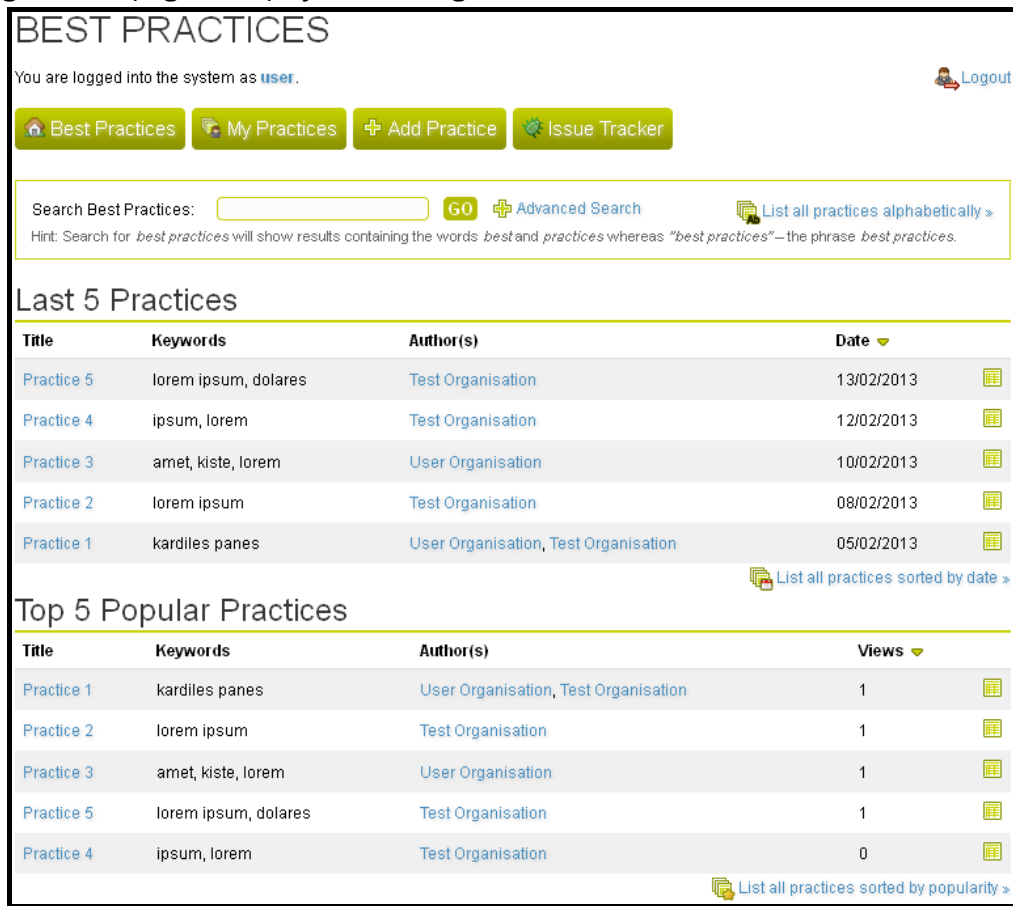 BEST PRACTICES
You are logged into the system as user.
Logout
Best Practices My Practices Add Practice Issue Tracker
Search Best Practices: GO Advanced Search List all practices alphabetically »
Hint: Search for best practices will show results containing the words best and practices whereas "best practices"—the phrase best practices.
Last 5 Practices
Title Keywords Author(s) Date
Practice 5 lorem ipsum, dolares Test Organisation 13/02/2013
Practice 4 ipsum, lorem Test Organisation 12/02/2013
Practice 3 amet, kiste, lorem User Organisation 10/02/2013
Practice 2 lorem ipsum Test Organisation 08/02/2013
Practice 1 kardiles panes User Organisation, Test Organisation 05/02/2013
List all practices sorted by date »
Top 5 Popular Practices
Title Keywords Author(s) Views
Practice 1 kardiles panes User Organisation, Test Organisation 1
Practice 2 lorem ipsum Test Organisation 1
Practice 3 amet, kiste, lorem User Organisation 1
Practice 5 lorem ipsum, dolares Test Organisation 1
Practice 4 ipsum, lorem Test Organisation 0
List all practices sorted by popularity »